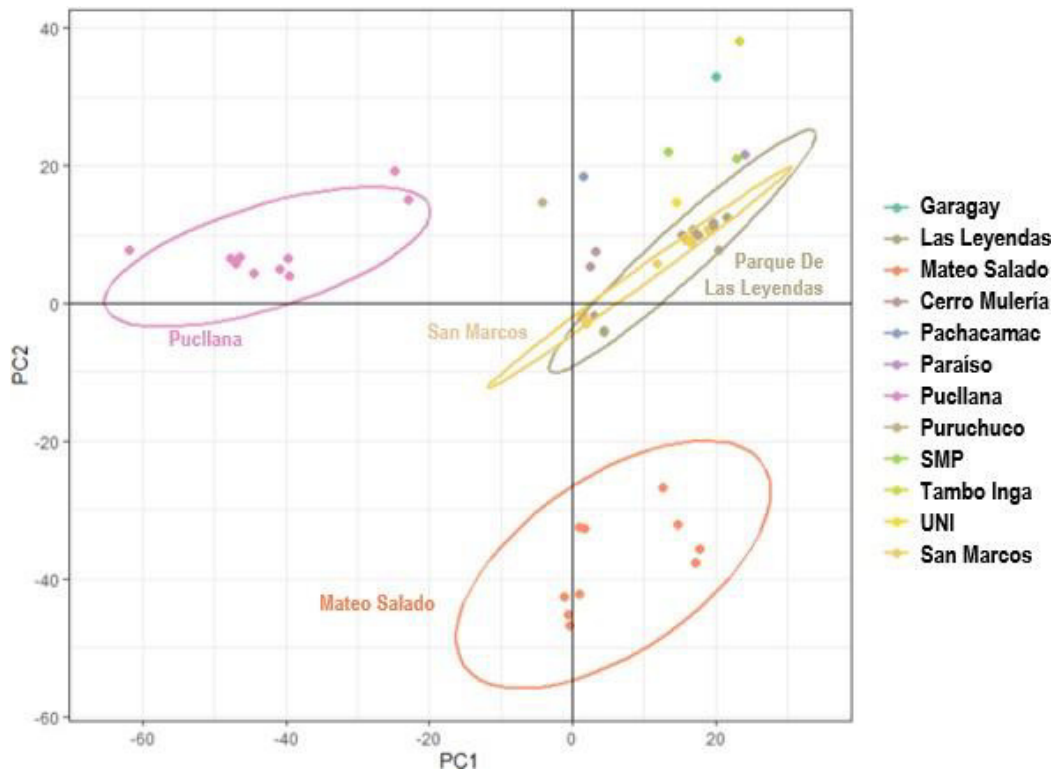 40
20
0
-20
-40
-60
PC2
-60
-40
-20
0
20
PC1
Pucllana
San Marcos
Parque De
Las Leyendas
Mateo Salado
Garagay
Las Leyendas
Mateo Salado
Cerro Mulería
Pachacamac
Paraíso
Pucllana
Puruchuco
SMP
Tambo Inga
UNI
San Marcos